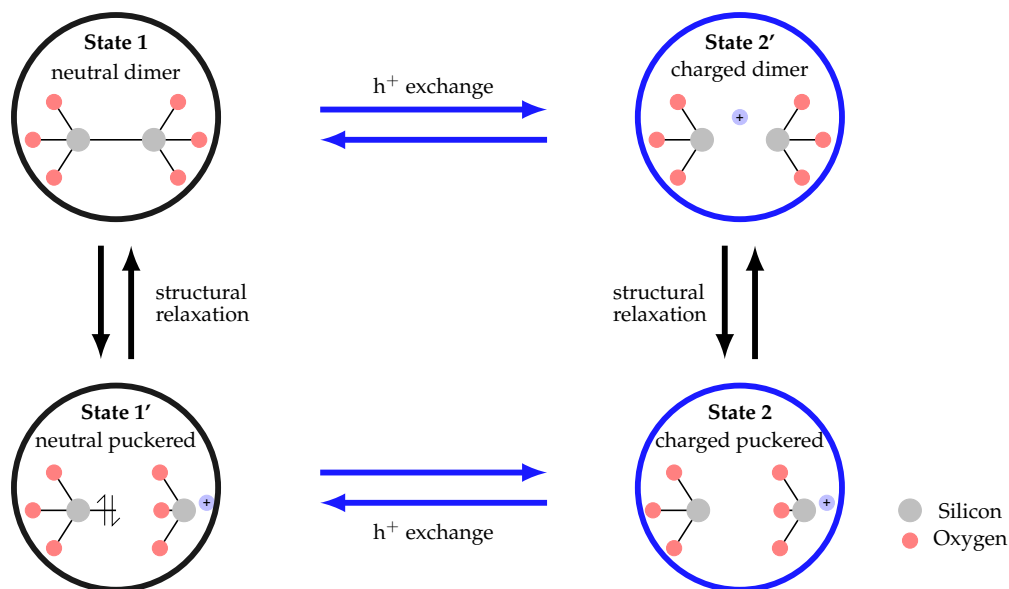 State 1
neutral dimer
h⁺ exchange
State 2’
charged dimer
+
structural
relaxation
structural
relaxation
State 1’
neutral puckered
+
h⁺ exchange
State 2
charged puckered
+
Silicon
Oxygen